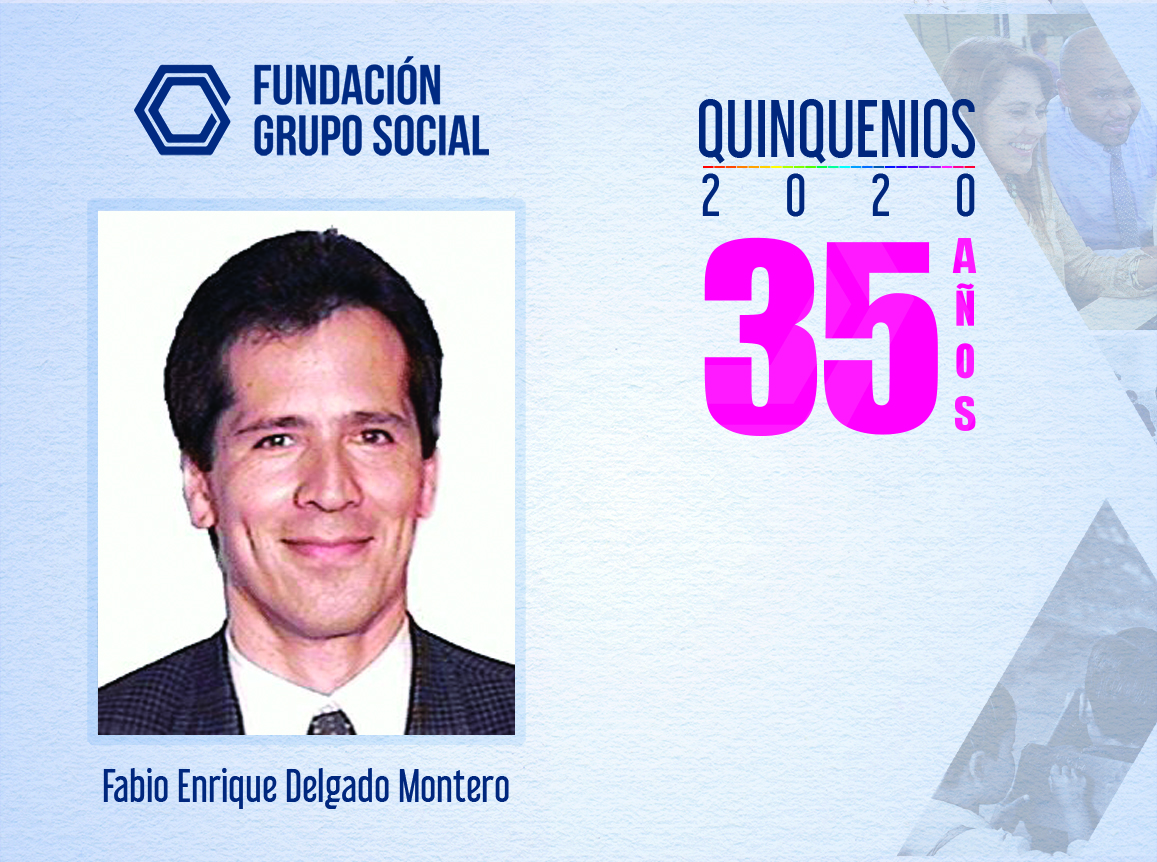 FUNDACIÓN
GRUPO SOCIAL
QUINQUENIOS
2020
35
AÑOS
Fabio Enrique Delgado Montero